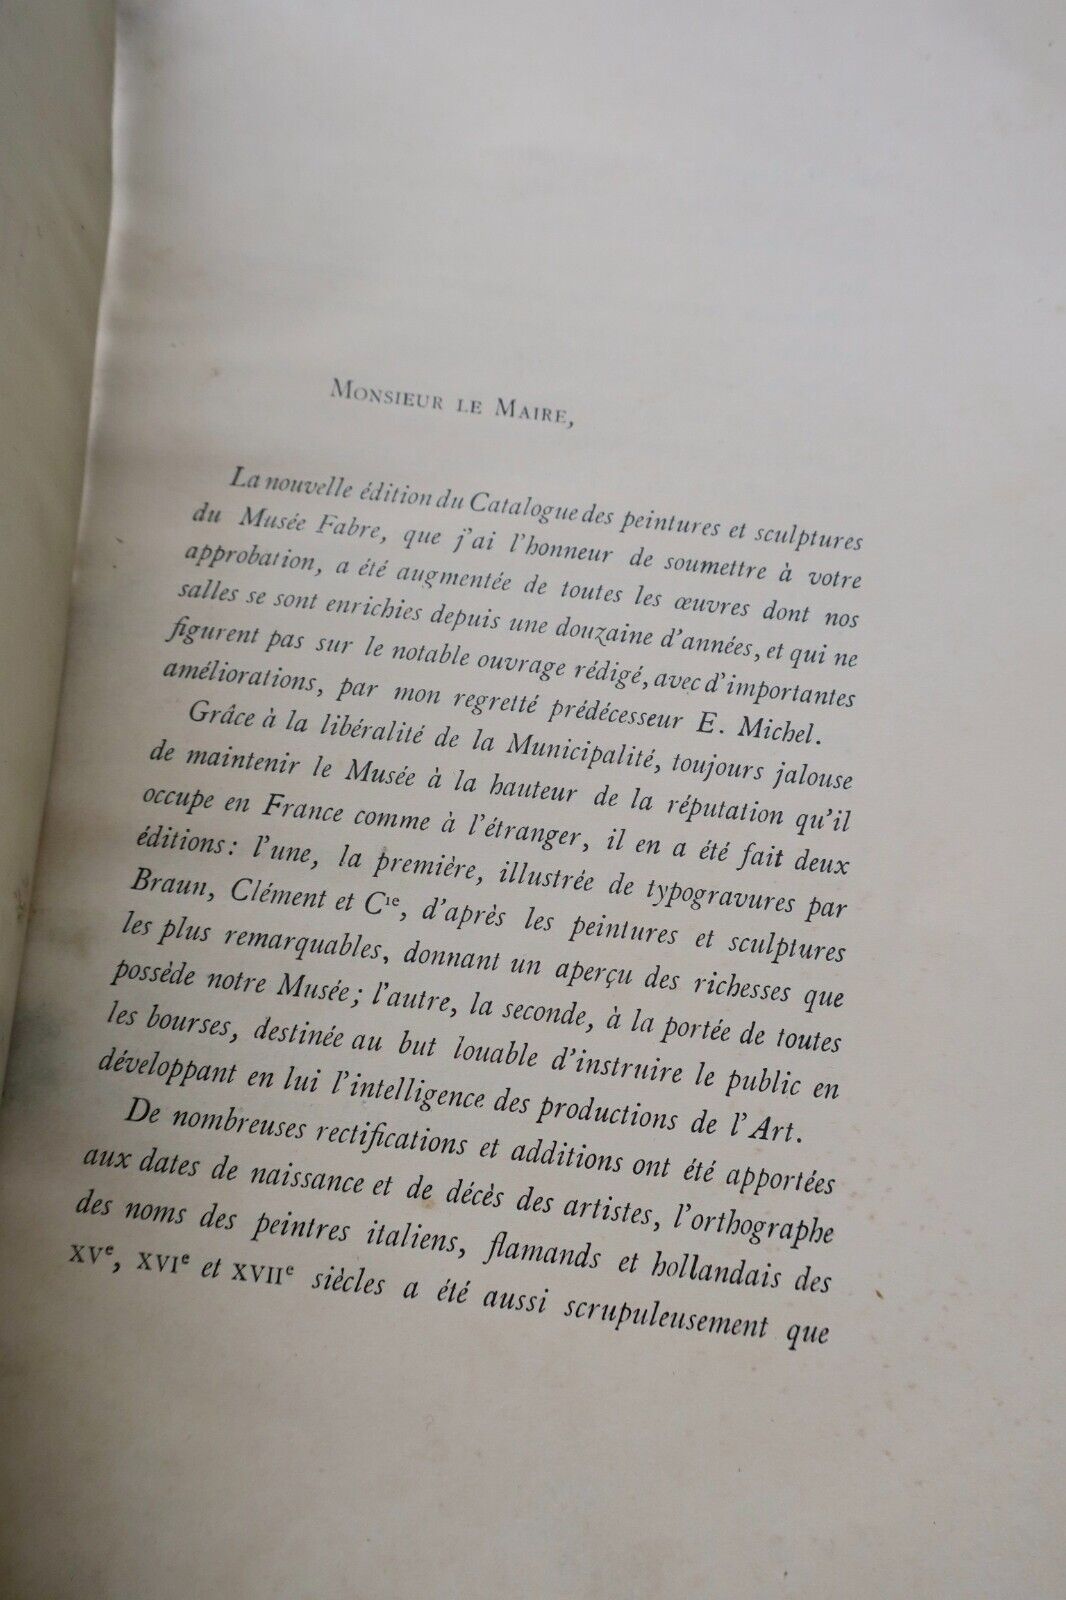 MONSIEUR LE MAIRE,
La nouvelle édition du Catalogue des peintures et sculptures
du Musée Fabre, que j'ai l'honneur de soumettre à votre
approbation, a été augmentée de toutes les œuvres dont nos
salles se sont enrichies depuis une douzaine d'années, et qui ne
figurent pas sur le notable ouvrage rédigé, avec d'importantes
améliorations, par mon regretté prédécesseur E. Michel.
Grâce à la libéralité de la Municipalité, toujours jalouse
de maintenir le Musée à la hauteur de la réputation qu'il
occupe en France comme à l'étranger, il en a été fait deux
éditions: l'une, la première, illustrée de typogravures par
Braun, Clément et Cie, d'après les peintures et sculptures
les plus remarquables, donnant un aperçu des richesses que
possède notre Musée; l'autre, la seconde, à la portée de toutes
les bourses, destinée au but louable d'instruire le public en
développant en lui l'intelligence des productions de l'Art.
De nombreuses rectifications et additions ont été apportées
aux dates de naissance et de décès des artistes, l'orthographe
des noms des peintres italiens, flamands et hollandais des
XVe, XVIe et XVIIe siècles a été aussi scrupuleusement que